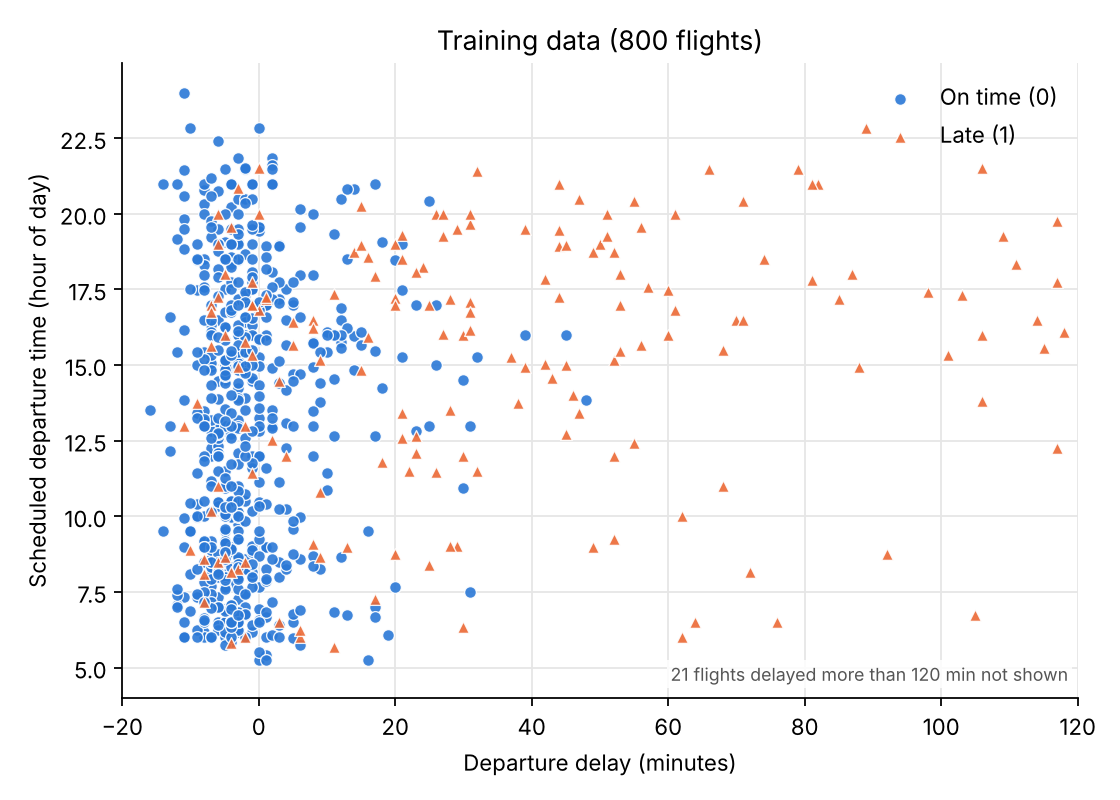 Training data (800 flights)
On time (0)
Late (1)
Scheduled departure time (hour of day)
22.5
20.0
17.5
15.0
12.5
10.0
7.5
5.0
21 flights delayed more than 120 min not shown
−20
0
20
40
60
80
100
120
Departure delay (minutes)